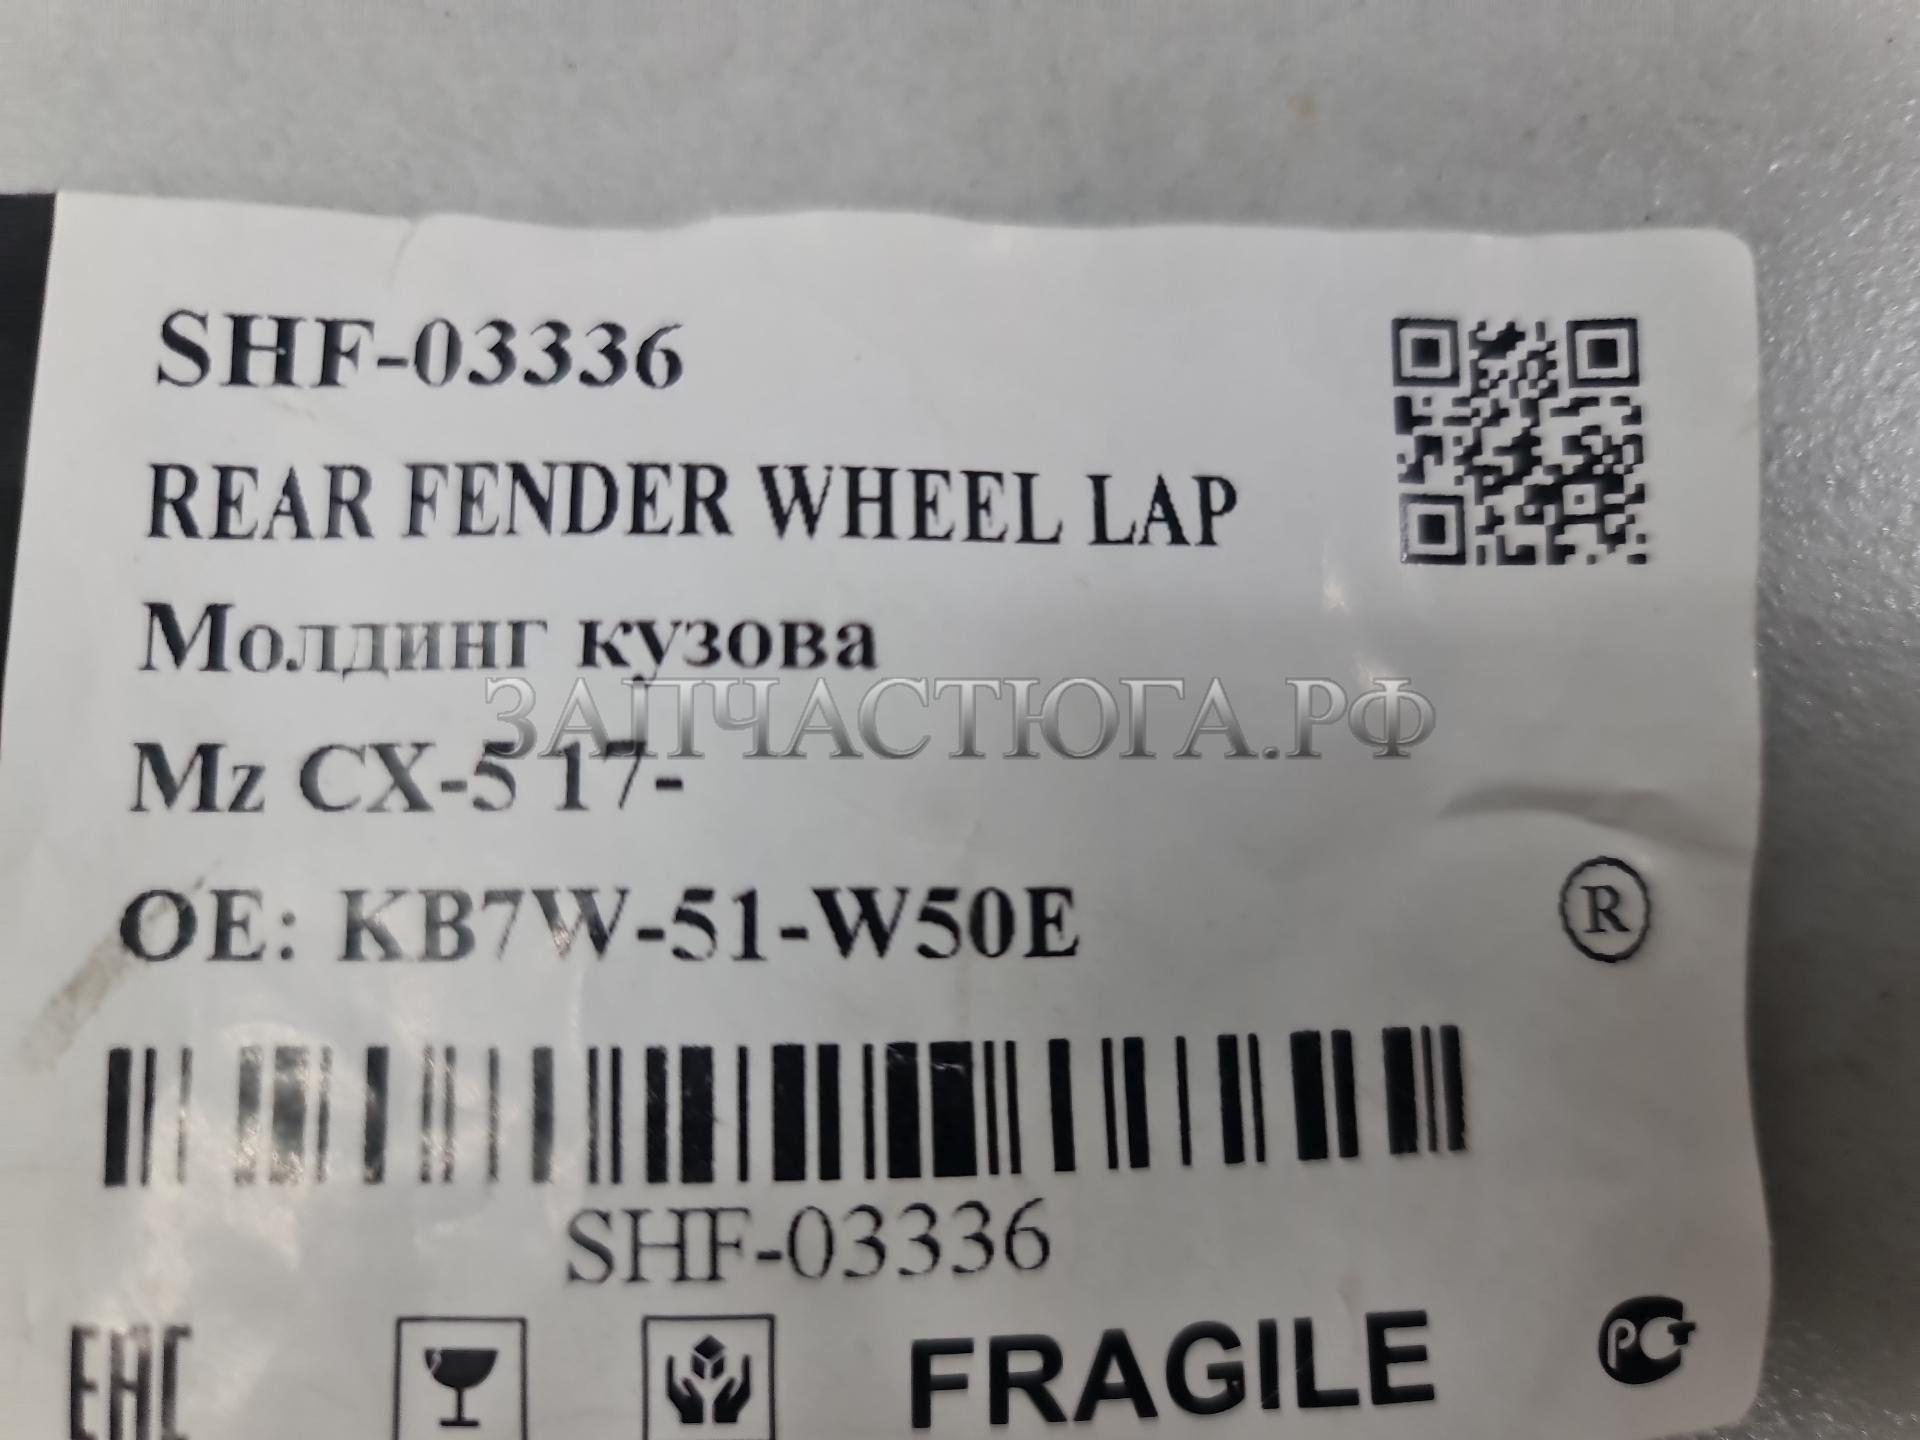 SHF-03336
REAR FENDER WHEEL LAP
Молдинг кузова
ЗАПЧАСТЮГА.РФ
Mz CX-5 17-
OE: KB7W-51-W50E
®
SHF-03336
EAC
FRAGILE
РСТ